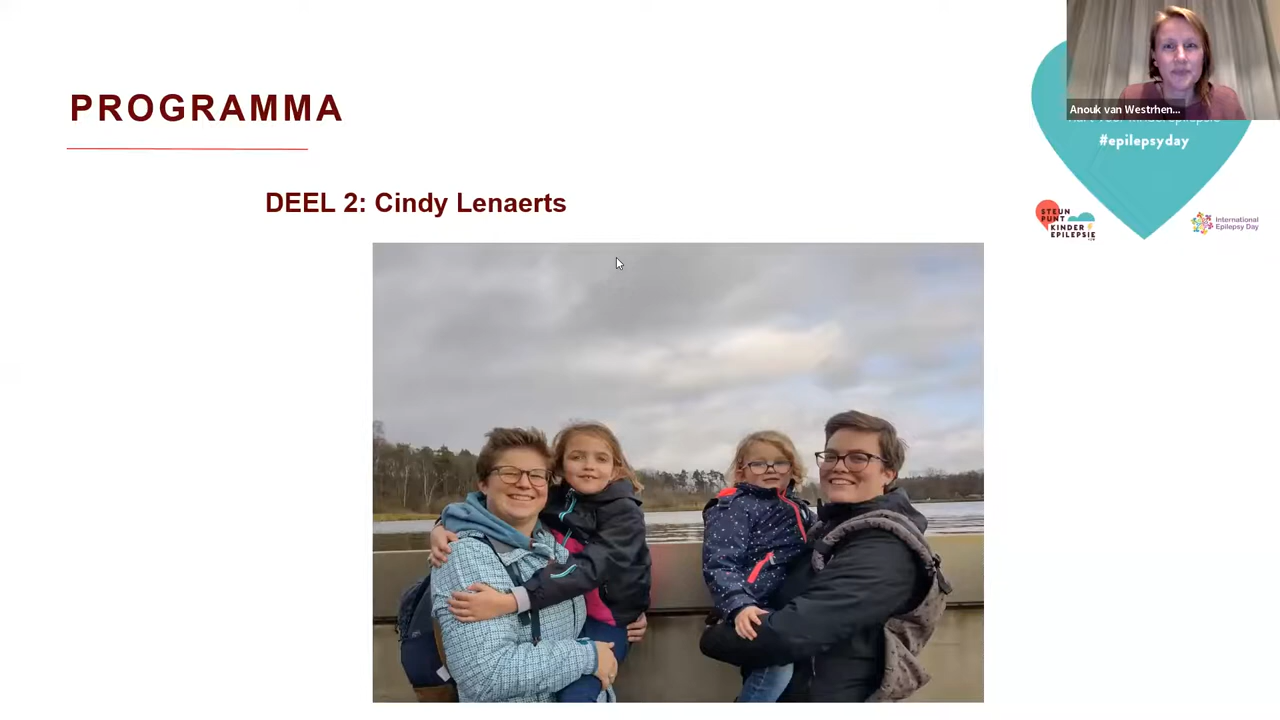 PROGRAMMA
DEEL 2: Cindy Lenaerts
Anouk van Westrhen...
#epilepsyday
STEUN
PUNT
KINDER
EPILEPSIE
International
Epilepsy Day